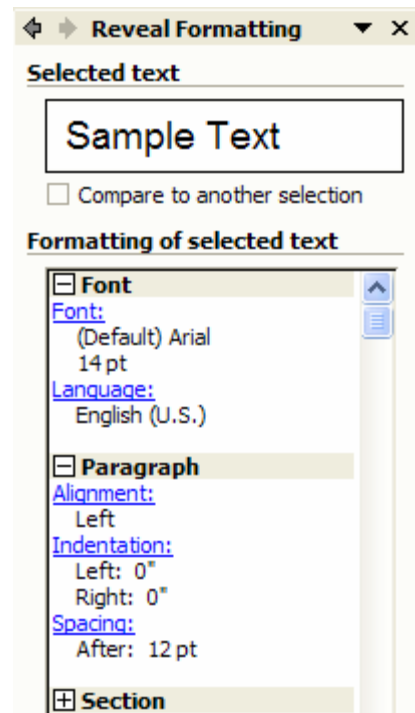 Reveal Formatting
Selected text
Sample Text
Compare to another selection
Formatting of selected text
Font
Font:
(Default) Arial
14 pt
Language:
English (U.S.)
Paragraph
Alignment:
Left
Indentation:
Left: 0"
Right: 0"
Spacing:
After: 12 pt
Section